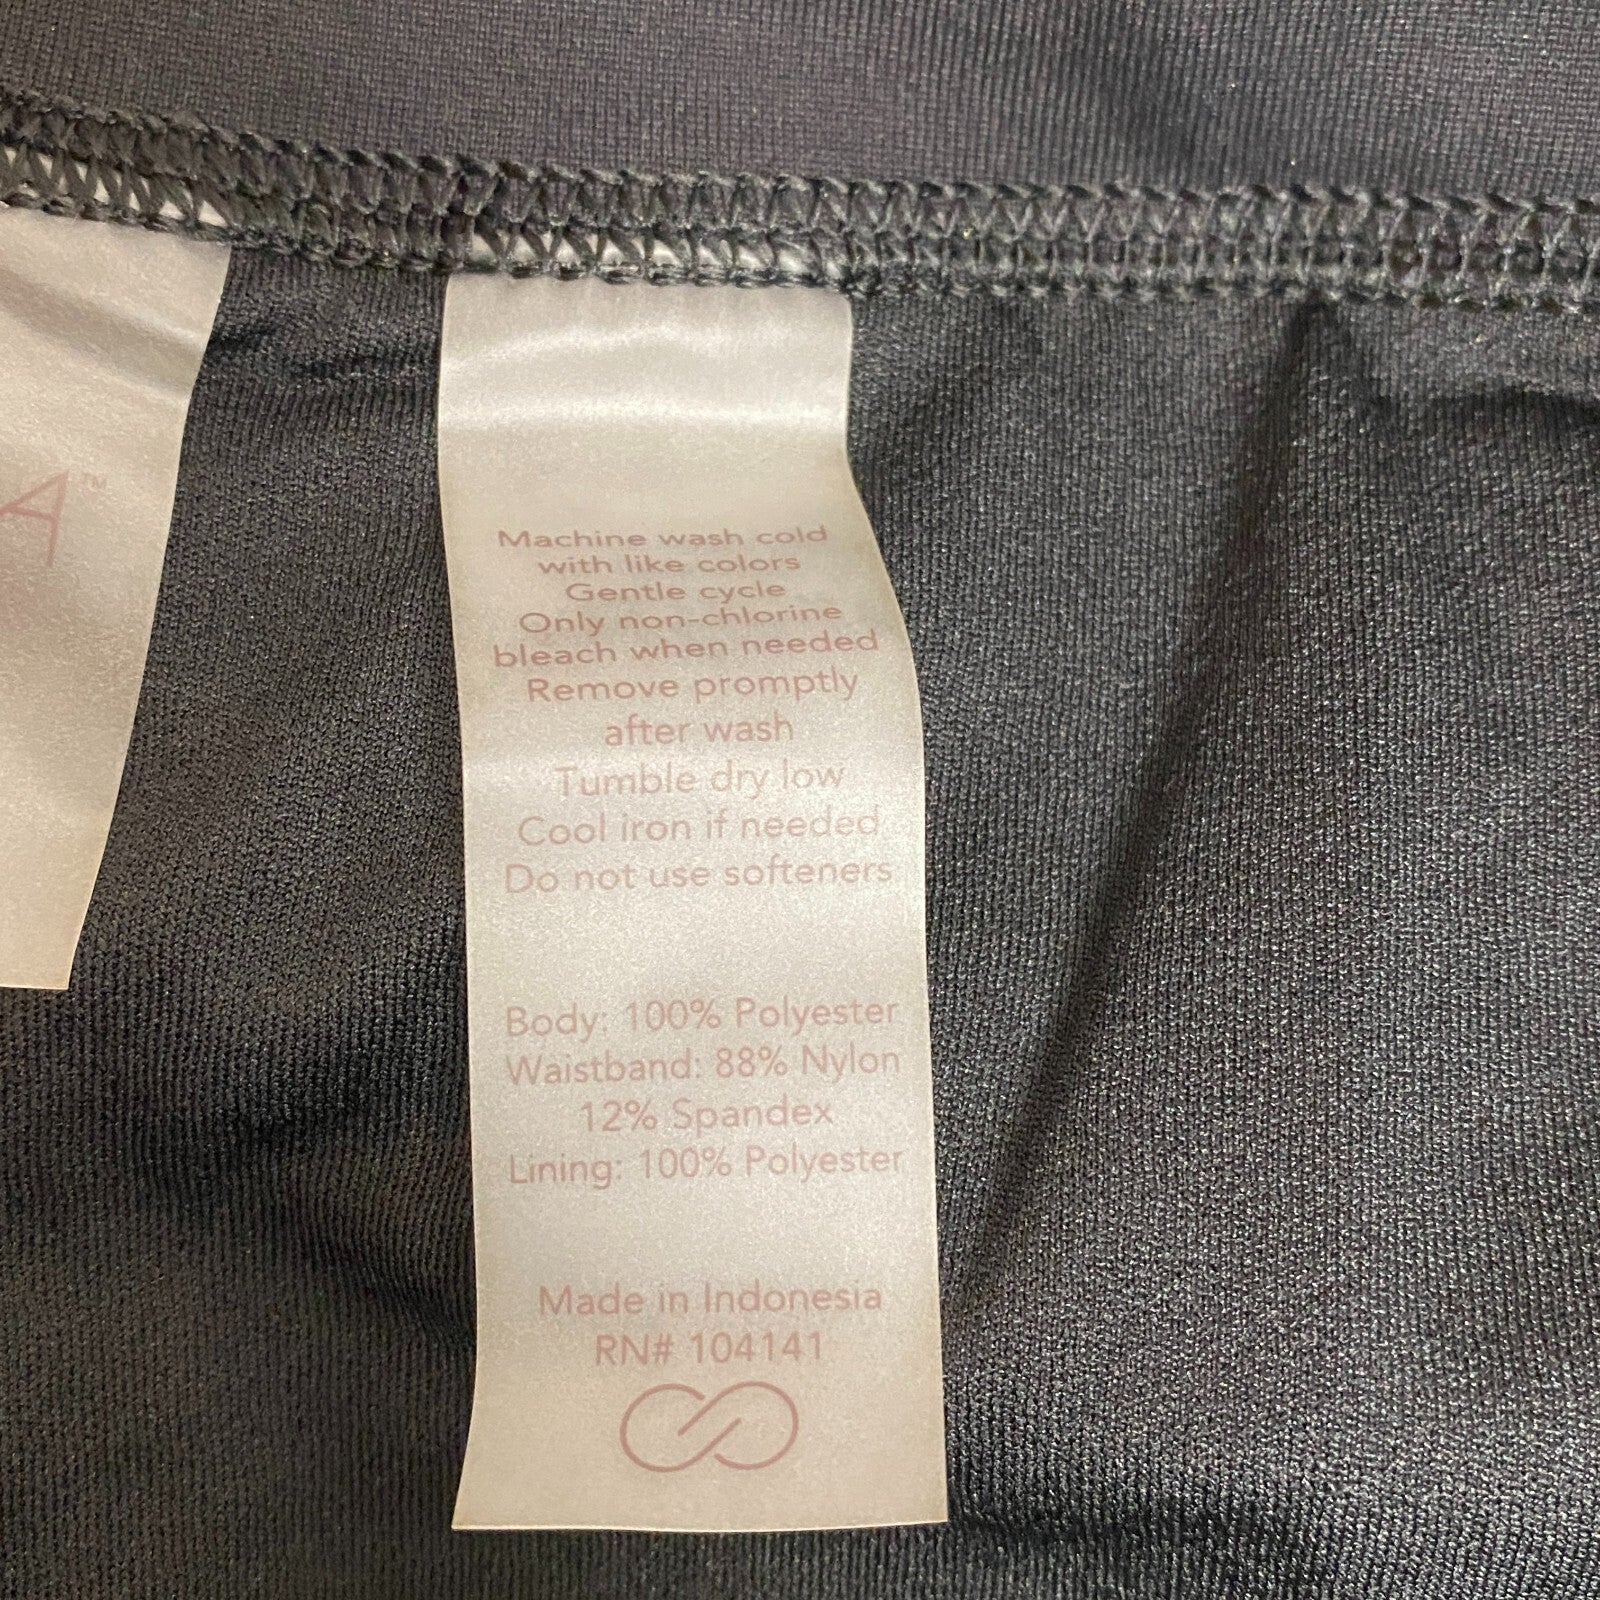 A™
Machine wash cold
with like colors
Gentle cycle
Only non-chlorine
bleach when needed
Remove promptly
after wash
Tumble dry low
Cool iron if needed
Do not use softeners
Body: 100% Polyester
Waistband: 88% Nylon
12% Spandex
Lining: 100% Polyester
Made in Indonesia
RN# 104141